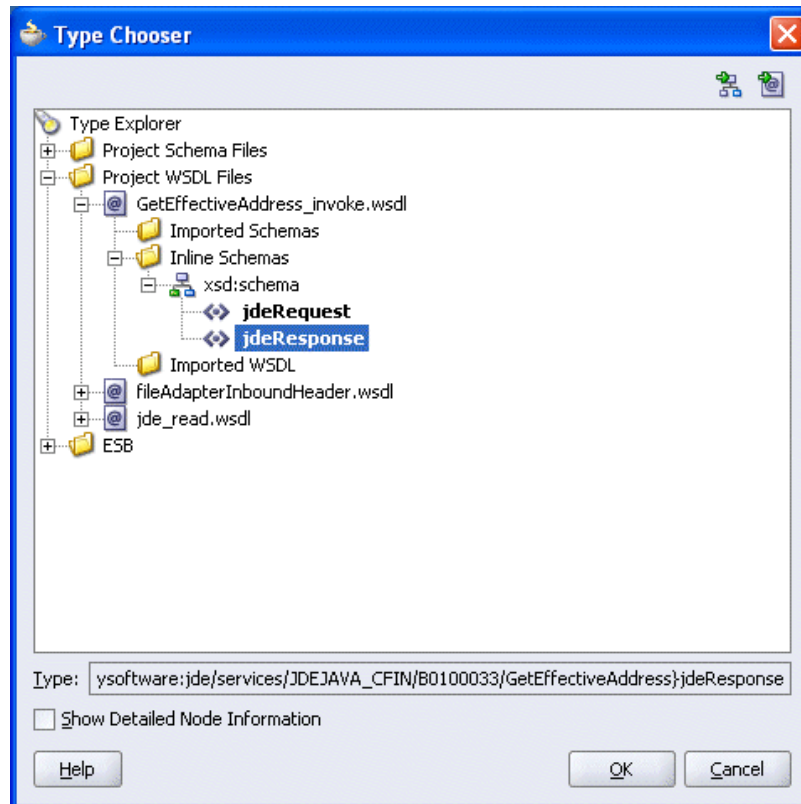 Type Chooser
Type Explorer
Project Schema Files
Project WSDL Files
GetEffectiveAddress_invoke.wsdl
Imported Schemas
Inline Schemas
xsd:schema
jdeRequest
jdeResponse
Imported WSDL
fileAdapterInboundHeader.wsdl
jde_read.wsdl
ESB
Type: ysoftware:jde/services/JDEJAVA_CFIN/B0100033/GetEffectiveAddress}jdeResponse
Show Detailed Node Information
Help OK Cancel